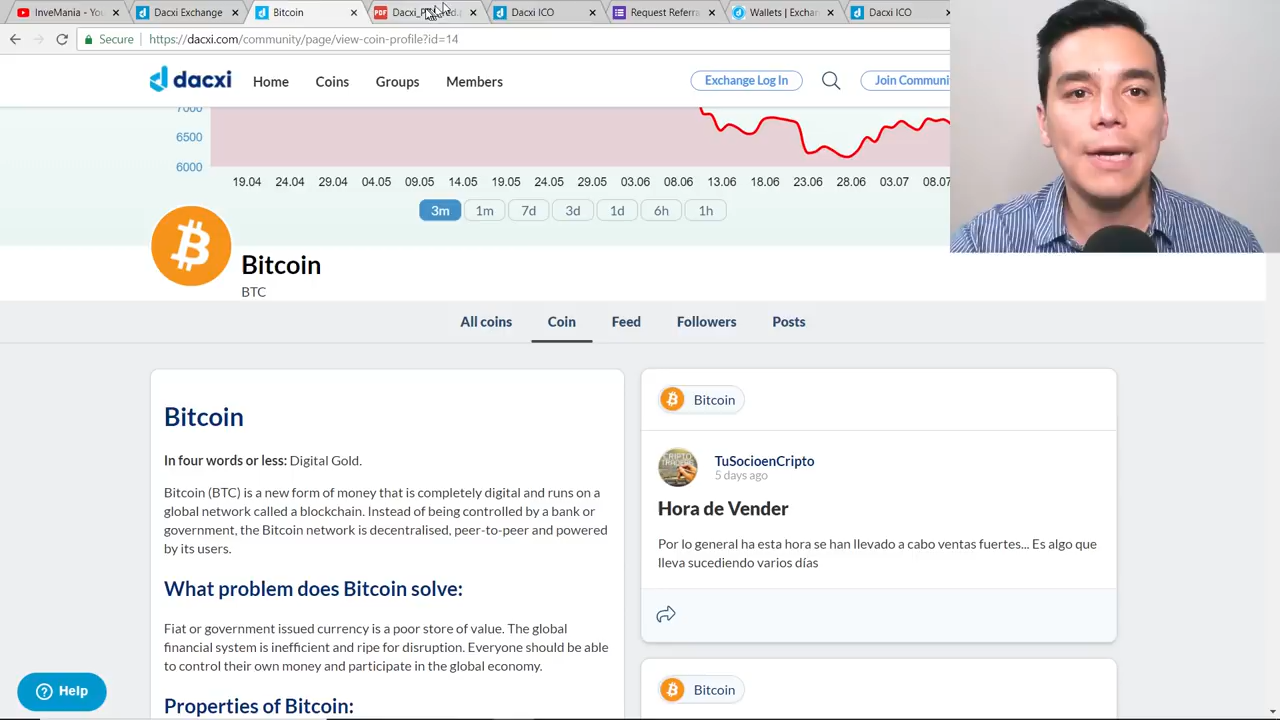 InveMania - You
Dacxi Exchange
Bitcoin
PDF
Dacxi ICO
Request Referra
Wallets | Exchan
Dacxi ICO
Secure
https://dacxi.com/community/page/view-coin-profile?id=14
dacxi
Home
Coins
Groups
Members
Exchange Log In
Join Communi
7000
6500
6000
19.04 24.04 29.04 04.05 09.05 14.05 19.05 24.05 29.05 03.06 08.06 13.06 18.06 23.06 28.06 03.07 08.07
3m 1m 7d 3d 1d 6h 1h
Bitcoin
BTC
All coins Coin Feed Followers Posts
Bitcoin
In four words or less: Digital Gold.
Bitcoin (BTC) is a new form of money that is completely digital and runs on a
global network called a blockchain. Instead of being controlled by a bank or
government, the Bitcoin network is decentralised, peer-to-peer and powered
by its users.
What problem does Bitcoin solve:
Fiat or government issued currency is a poor store of value. The global
financial system is inefficient and ripe for disruption. Everyone should be able
to control their own money and participate in the global economy.
Properties of Bitcoin:
Bitcoin
TuSocioenCripto
5 days ago
Hora de Vender
Por lo general ha esta hora se han llevado a cabo ventas fuertes... Es algo que
lleva sucediendo varios días
Bitcoin
Help